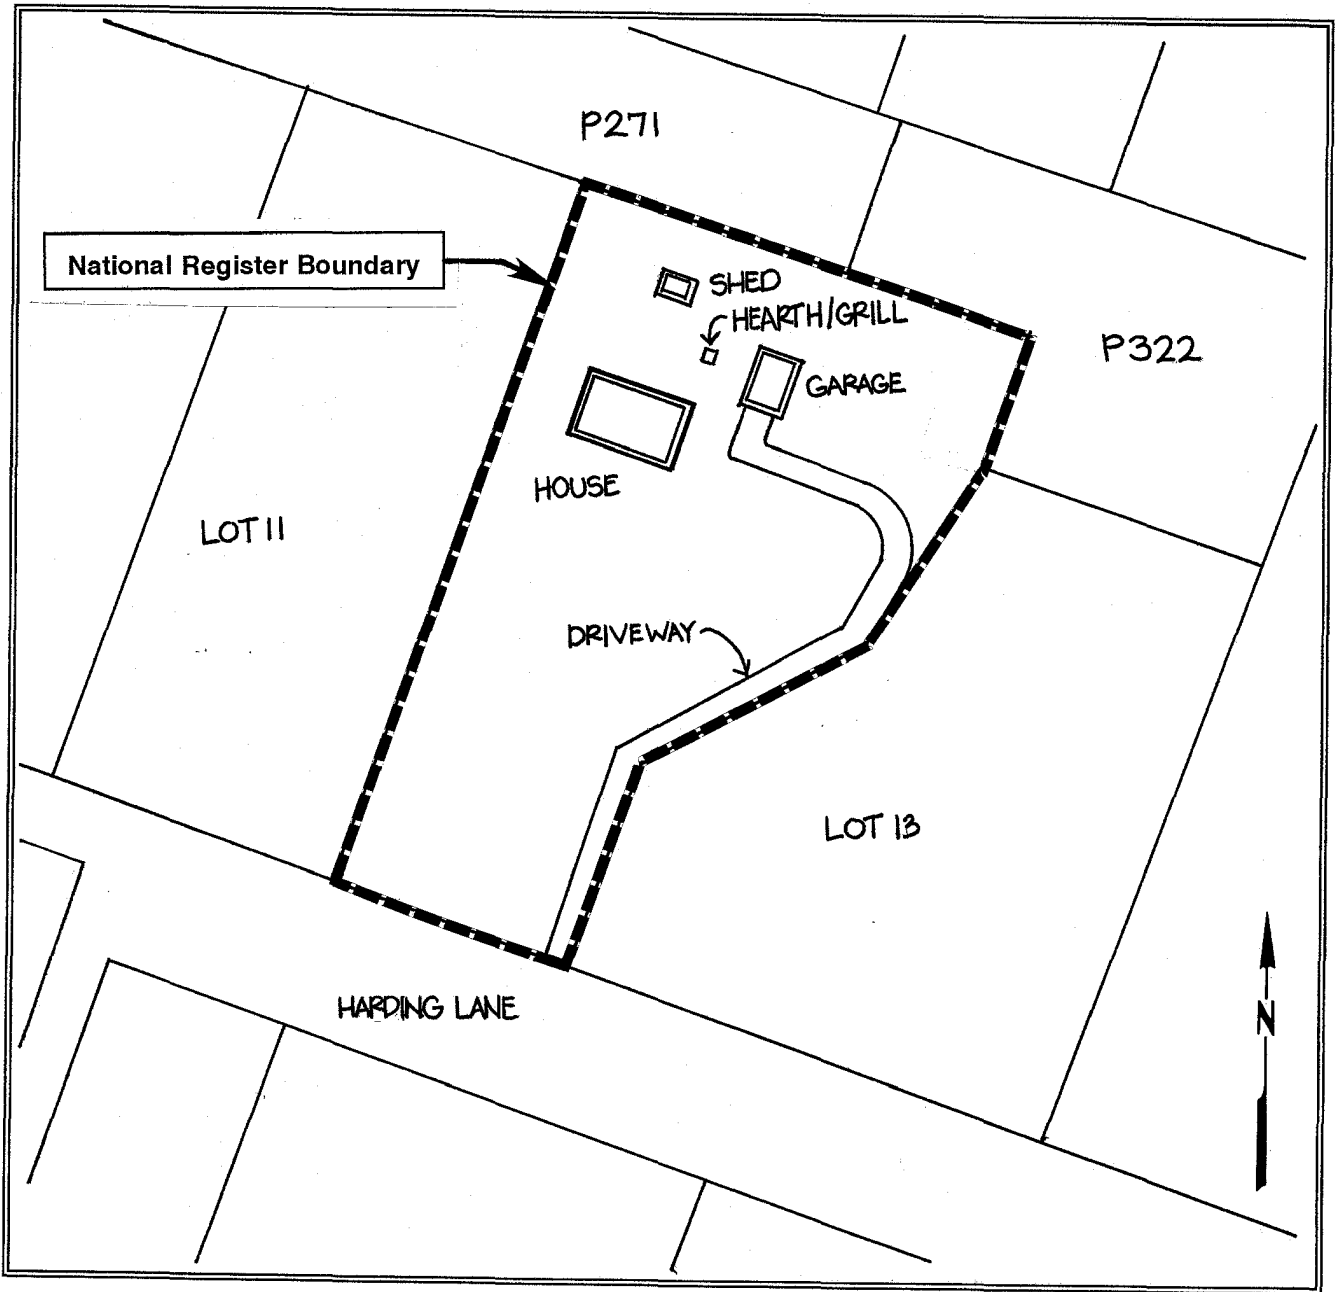 P271
National Register Boundary
SHED
HEARTH/GRILL
P322
GARAGE
HOUSE
LOT 11
DRIVEWAY
LOT 13
HARDING LANE
N